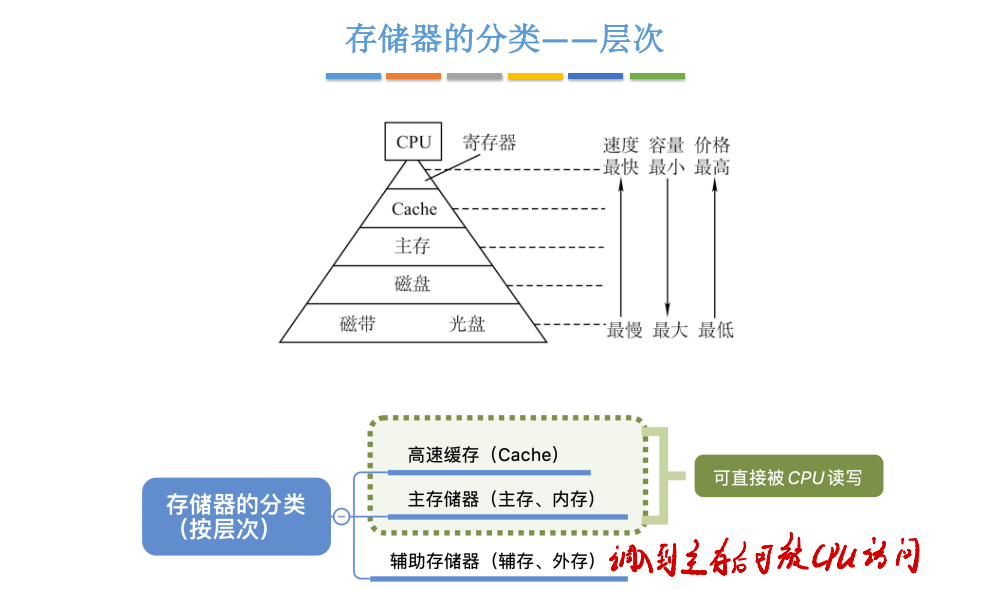 存储器的分类——层次
CPU
寄存器
速度 容量 价格
最快 最小 最高
Cache
主存
磁盘
磁带 光盘
最慢 最大 最低
高速缓存（Cache）
主存储器（主存、内存）
可直接被CPU读写
存储器的分类
（按层次）
辅助存储器（辅存、外存）
调入到主存后可被CPU访问